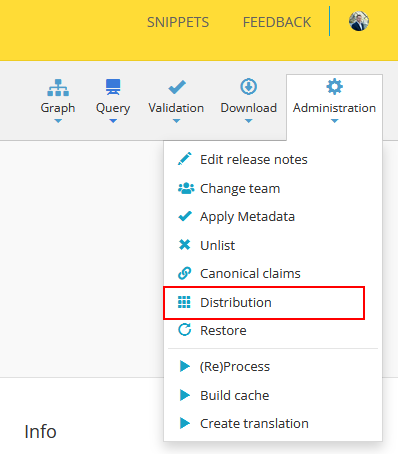 SNIPPETS FEEDBACK
Graph Query Validation Download Administration
Edit release notes
Change team
Apply Metadata
Unlist
Canonical claims
Distribution
Restore
(Re)Process
Build cache
Create translation
Info